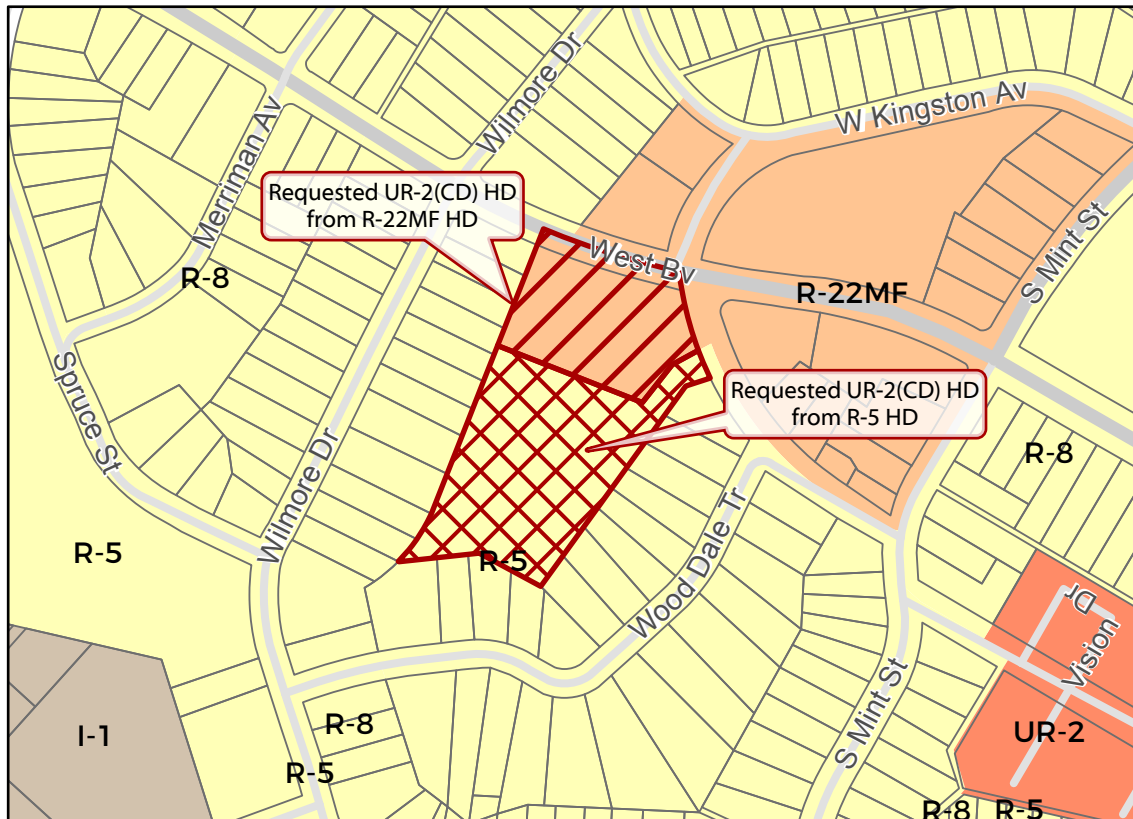 Wilmore Dr
W Kingston Av
Merriman Av
Requested UR-2(CD) HD
from R-22MF HD
West Bv
S Mint St
R-8
R-22MF
Spruce St
Requested UR-2(CD) HD
from R-5 HD
R-8
Wilmore Dr
R-5
R-5
Wood Dale Tr
Vision Dr
S Mint St
R-8
I-1
UR-2
R-5
R-8
R-5